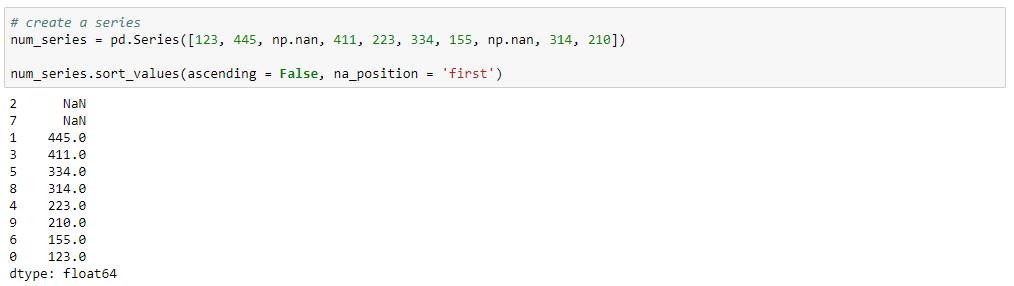 # create a series
num_series = pd.Series([123, 445, np.nan, 411, 223, 334, 155, np.nan, 314, 210])
num_series.sort_values(ascending = False, na_position = 'first')
2 NaN
7 NaN
1 445.0
3 411.0
5 334.0
8 314.0
4 223.0
9 210.0
6 155.0
0 123.0
dtype: float64